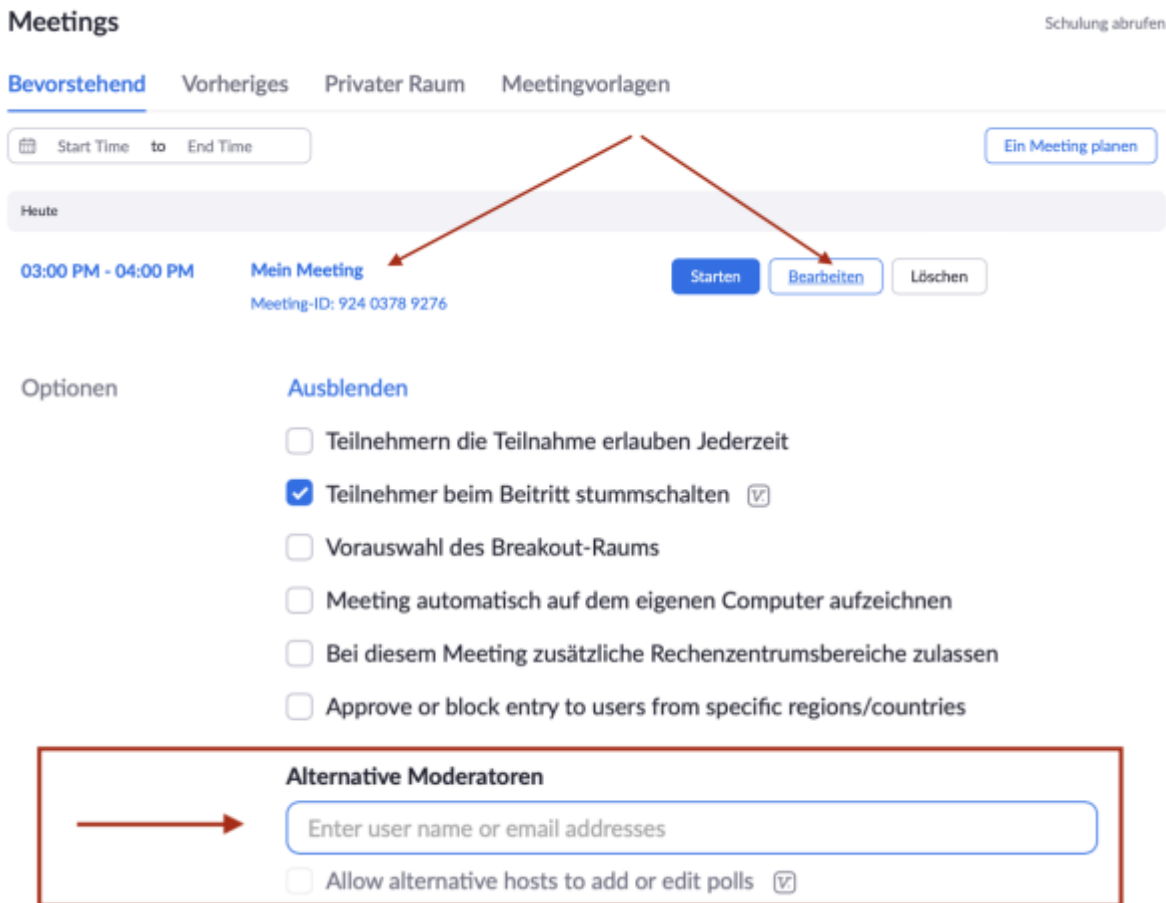 Meetings
Schulung abrufen
Bevorstehend Vorheriges Privater Raum Meetingvorlagen
Start Time to End Time
Ein Meeting planen
Heute
03:00 PM - 04:00 PM Mein Meeting Starten Bearbeiten Löschen
Meeting-ID: 924 0378 9276
Optionen Ausblenden
Teilnehmern die Teilnahme erlauben Jederzeit
Teilnehmer beim Beitritt stummschalten
Vorauswahl des Breakout-Raums
Meeting automatisch auf dem eigenen Computer aufzeichnen
Bei diesem Meeting zusätzliche Rechenzentrumsbereiche zulassen
Approve or block entry to users from specific regions/countries
Alternative Moderatoren
Enter user name or email addresses
Allow alternative hosts to add or edit polls